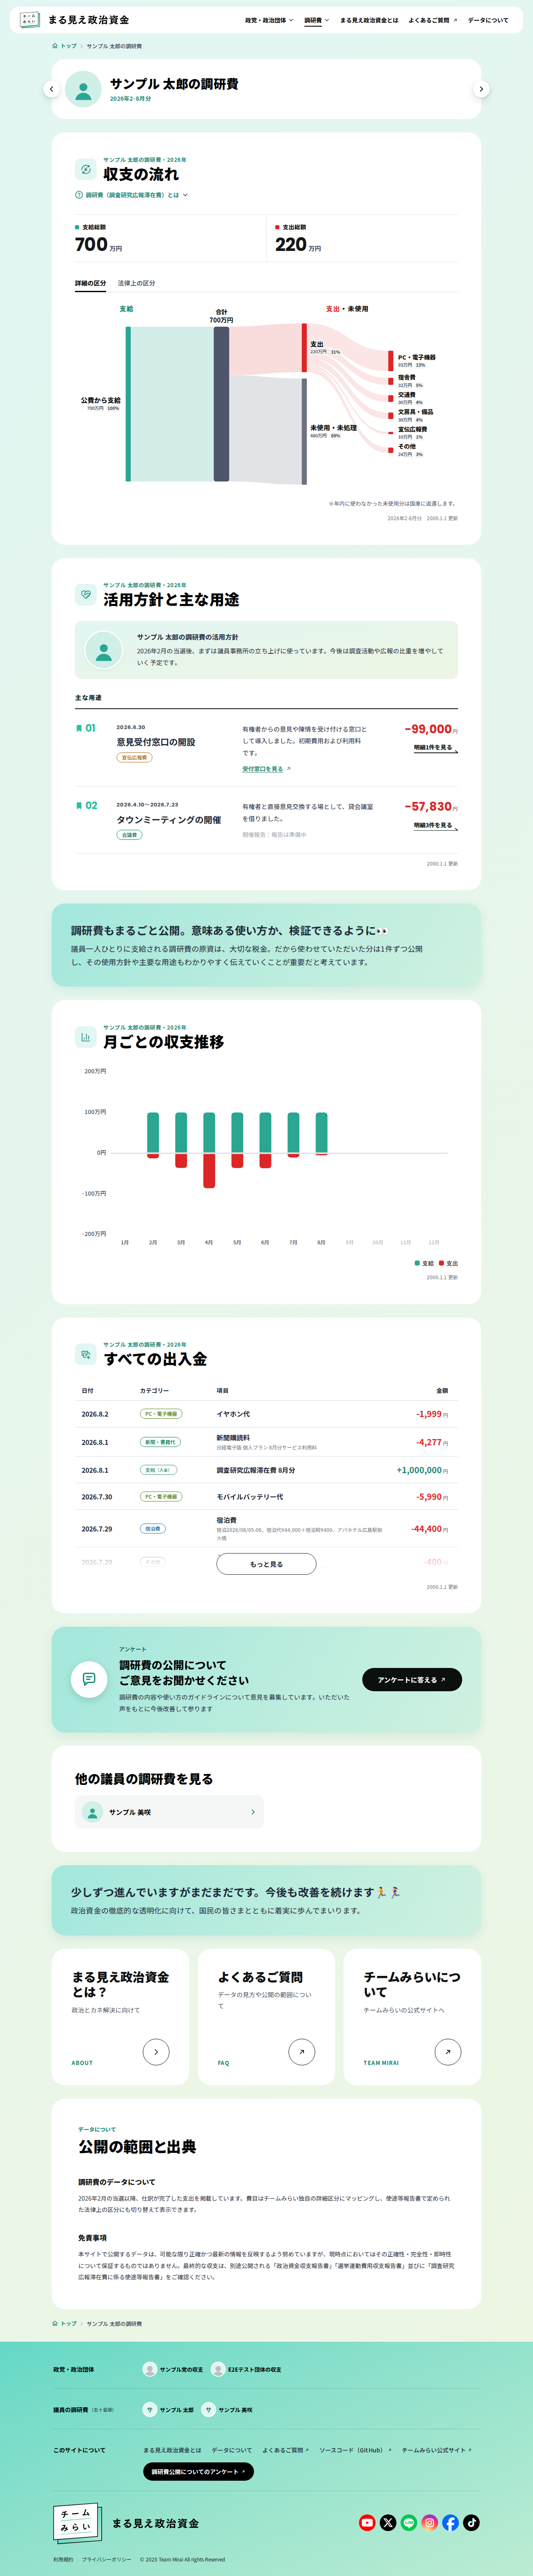 チーム
みらい
まる見え政治資金
政党・政治団体
調研費
まる見え政治資金とは
よくあるご質問
データについて
トップ
サンプル 太郎の調研費
サンプル 太郎の調研費
2026年2-8月分
サンプル 太郎の調研費・2026年
収支の流れ
調研費（調査研究広報滞在費）とは
支給総額
700 万円
支出総額
220 万円
詳細の区分
法律上の区分
支給
合計
700万円
支出・未使用
支出
220万円 31%
公費から支給
700万円 100%
未使用・未処理
480万円 69%
PC・電子機器
93万円 13%
宿舎費
32万円 5%
交通費
30万円 4%
文房具・備品
30万円 4%
宣伝広報費
10万円 1%
その他
24万円 3%
※年内に使わなかった未使用分は国庫に返還します。
2026年2-8月分 2000.1.1 更新
サンプル 太郎の調研費・2026年
活用方針と主な用途
サンプル 太郎の調研費の活用方針
2026年2月の当選後、まずは議員事務所の立ち上げに使っています。今後は調査活動や広報の比重を増やして
いく予定です。
主な用途
01
2026.6.30
意見受付窓口の開設
宣伝広報費
有権者からの意見や陳情を受け付ける窓口と
して導入しました。初期費用および利用料
です。
受付窓口を見る
-99,000円
明細1件を見る
02
2026.4.10〜2026.7.23
タウンミーティングの開催
会議費
有権者と直接意見交換する場として、貸会議室
を借りました。
開催報告：報告は準備中
-57,830円
明細3件を見る
2000.1.1 更新
調研費もまるごと公開。意味ある使い方か、検証できるように👀
議員一人ひとりに支給される調研費の原資は、大切な税金。だから使わせていただいた分は1件ずつ公開
し、その使用方針や主要な用途もわかりやすく伝えていくことが重要だと考えています。
サンプル 太郎の調研費・2026年
月ごとの収支推移
200万円
100万円
0円
-100万円
-200万円
1月 2月 3月 4月 5月 6月 7月 8月 9月 10月 11月 12月
支給 支出
2000.1.1 更新
サンプル 太郎の調研費・2026年
すべての出入金
日付 カテゴリー 項目 金額
2026.8.2 PC・電子機器 イヤホン代 -1,999円
2026.8.1 新聞・書籍代 新聞購読料 -4,277円
日経電子版 個人プラン 8月分サービス利用料
2026.8.1 支給（入金） 調査研究広報滞在費 8月分 +1,000,000円
2026.7.30 PC・電子機器 モバイルバッテリー代 -5,990円
2026.7.29 宿泊費 宿泊費 -44,400円
宿泊2026/08/05-06、宿泊代¥44,000＋宿泊税¥400、アパホテル広島駅前
大橋
2026.7.29 その他 -400円
もっと見る
2000.1.1 更新
アンケート
調研費の公開について
ご意見をお聞かせください
調研費の内容や使い方のガイドラインについて意見を募集しています。いただいた
声をもとに今後改善して参ります
アンケートに答える
他の議員の調研費を見る
サンプル 美咲
少しずつ進んでいますがまだまだです。今後も改善を続けます🏃🏃‍♀️
政治資金の徹底的な透明化に向けて、国民の皆さまとともに着実に歩んでまいります。
まる見え政治資金
とは？
政治とカネ解決に向けて
ABOUT
よくあるご質問
データの見方や公開の範囲につい
て
FAQ
チームみらいにつ
いて
チームみらいの公式サイトへ
TEAM MIRAI
データについて
公開の範囲と出典
調研費のデータについて
2026年2月の当選以降、仕訳が完了した支出を掲載しています。費目はチームみらい独自の詳細区分にマッピングし、使途等報告書で定められ
た法律上の区分にも切り替えて表示できます。
免責事項
本サイトで公開するデータは、可能な限り正確かつ最新の情報を反映するよう努めていますが、現時点においてはその正確性・完全性・即時性
について保証するものではありません。最終的な収支は、別途公開される「政治資金収支報告書」「選挙運動費用収支報告書」並びに「調査研究
広報滞在費に係る使途等報告書」をご確認ください。
トップ
サンプル 太郎の調研費
政党・政治団体
サンプル党の収支
E2Eテスト団体の収支
議員の調研費（五十音順）
サ サンプル 太郎
サ サンプル 美咲
このサイトについて
まる見え政治資金とは
データについて
よくあるご質問
ソースコード（GitHub）
チームみらい公式サイト
調研費公開についてのアンケート
チーム
みらい
まる見え政治資金
利用規約
プライバシーポリシー
© 2025 Team Mirai All rights Reserved